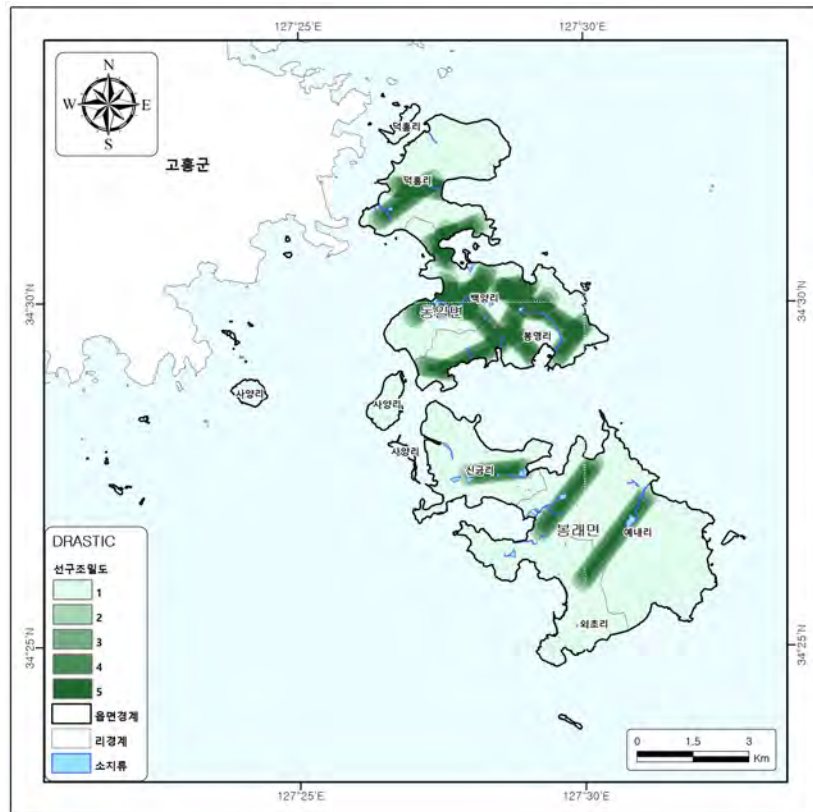 127°25'E
127°30'E
N
W
E
S
고흥군
덕흥리
덕흥리
34°30'N
34°30'N
백양리
동일면
봉영리
사양리
사양리
사양리
신금리
봉래면
예내리
외초리
34°25'N
34°25'N
DRASTIC
선구조밀도
1
2
3
4
5
읍면경계
리경계
소지류
0 1.5 3
Km
127°25'E
127°30'E